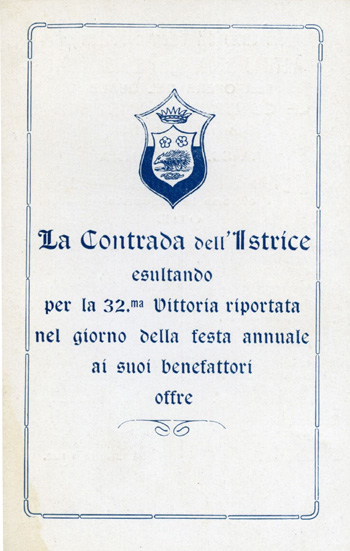 La Contrada dell'Istrice
esultando
per la 32.ma Vittoria riportata
nel giorno della festa annuale
ai suoi benefattori
offre